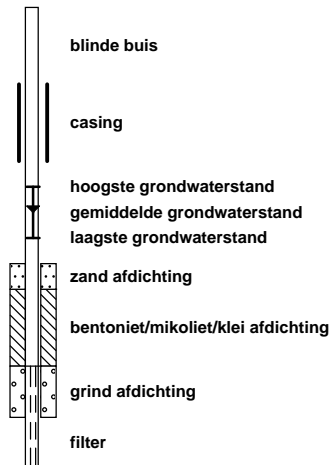 blinde buis
casing
hoogste grondwaterstand
gemiddelde grondwaterstand
laagste grondwaterstand
zand afdichting
bentoniet/mikoliet/klei afdichting
grind afdichting
filter